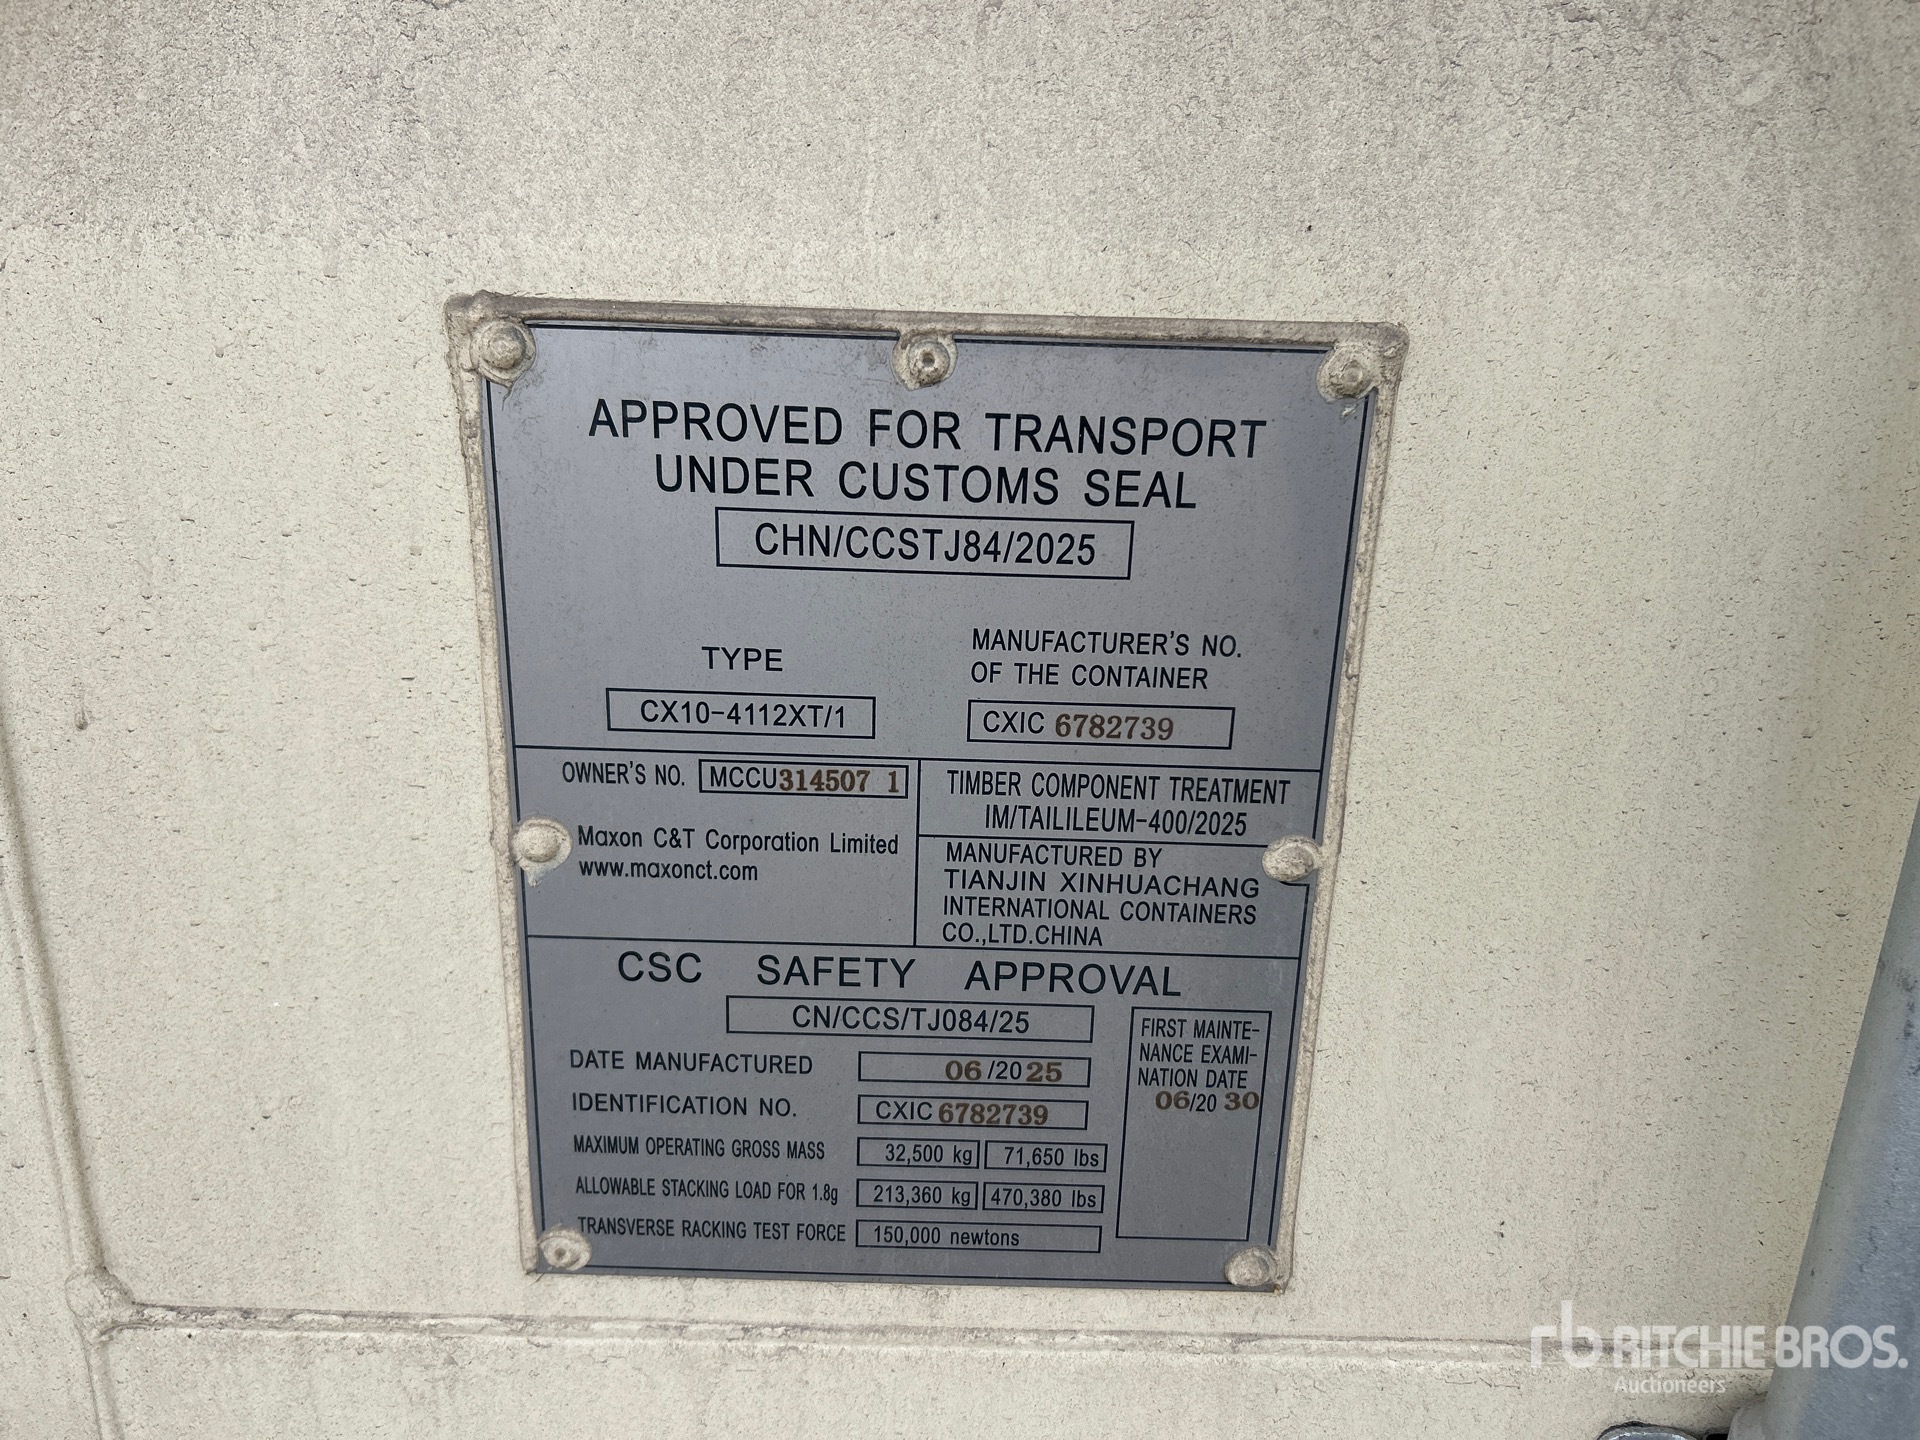 APPROVED FOR TRANSPORT
UNDER CUSTOMS SEAL
CHN/CCSTJ84/2025
TYPE
CX10-4112XT/1
MANUFACTURER'S NO.
OF THE CONTAINER
CXIC 6782739
OWNER'S NO. MCCU314507 1
Maxon C&T Corporation Limited
www.maxonct.com
TIMBER COMPONENT TREATMENT
IM/TAILILEUM-400/2025
MANUFACTURED BY
TIANJIN XINHUACHANG
INTERNATIONAL CONTAINERS
CO.,LTD.CHINA
CSC SAFETY APPROVAL
CN/CCS/TJ084/25
DATE MANUFACTURED 06/2025
IDENTIFICATION NO. CXIC 6782739
MAXIMUM OPERATING GROSS MASS 32,500 kg 71,650 lbs
ALLOWABLE STACKING LOAD FOR 1.8g 213,360 kg 470,380 lbs
TRANSVERSE RACKING TEST FORCE 150,000 newtons
FIRST MAINTE-
NANCE EXAMI-
NATION DATE
06/20 30
rb RITCHIE BROS.
Auctioneers